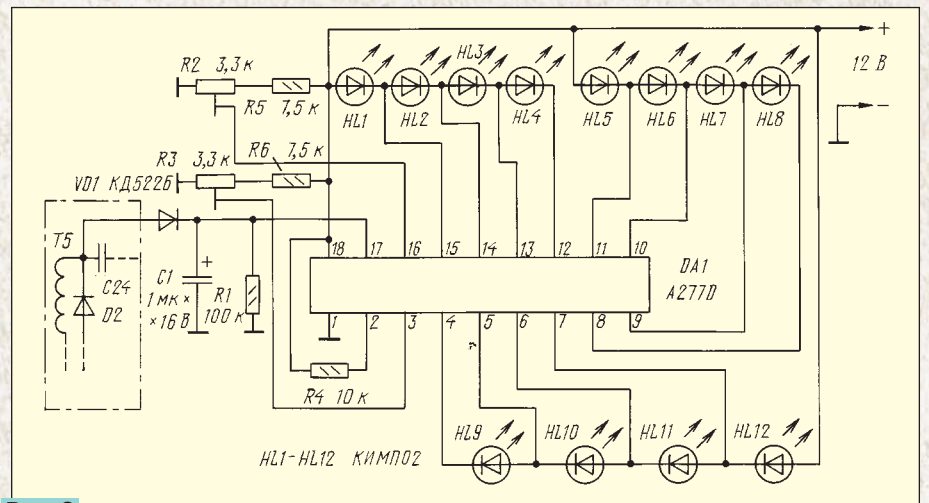 R2 3,3 к
R5 7,5 к
HL1
HL2
HL3
HL4
HL5
HL6
HL7
HL8
+
12 В
–
R3 3,3 к
R6 7,5 к
VD1 КД522Б
T5
C24
D2
C1
1 мк ×
× 16 В
+
R1
100 к
18 17 16 15 14 13 12 11 10
DA1
A277D
1 2 3 4 5 6 7 8 9
R4 10 к
HL9
HL10
HL11
HL12
HL1–HL12 КИМП02